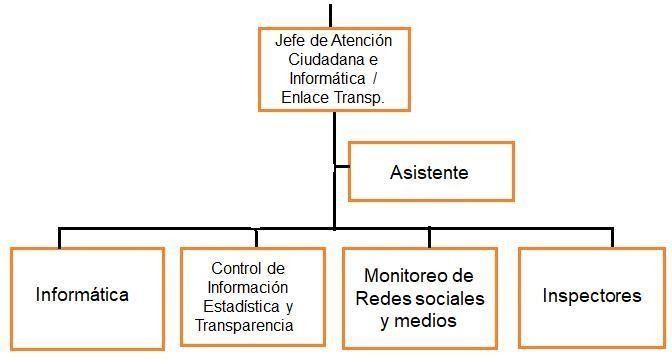 Jefe de Atención
Ciudadana e
Informática /
Enlace Transp.
Asistente
Informática
Control de
Información
Estadística y
Transparencia
Monitoreo de
Redes sociales
y medios
Inspectores